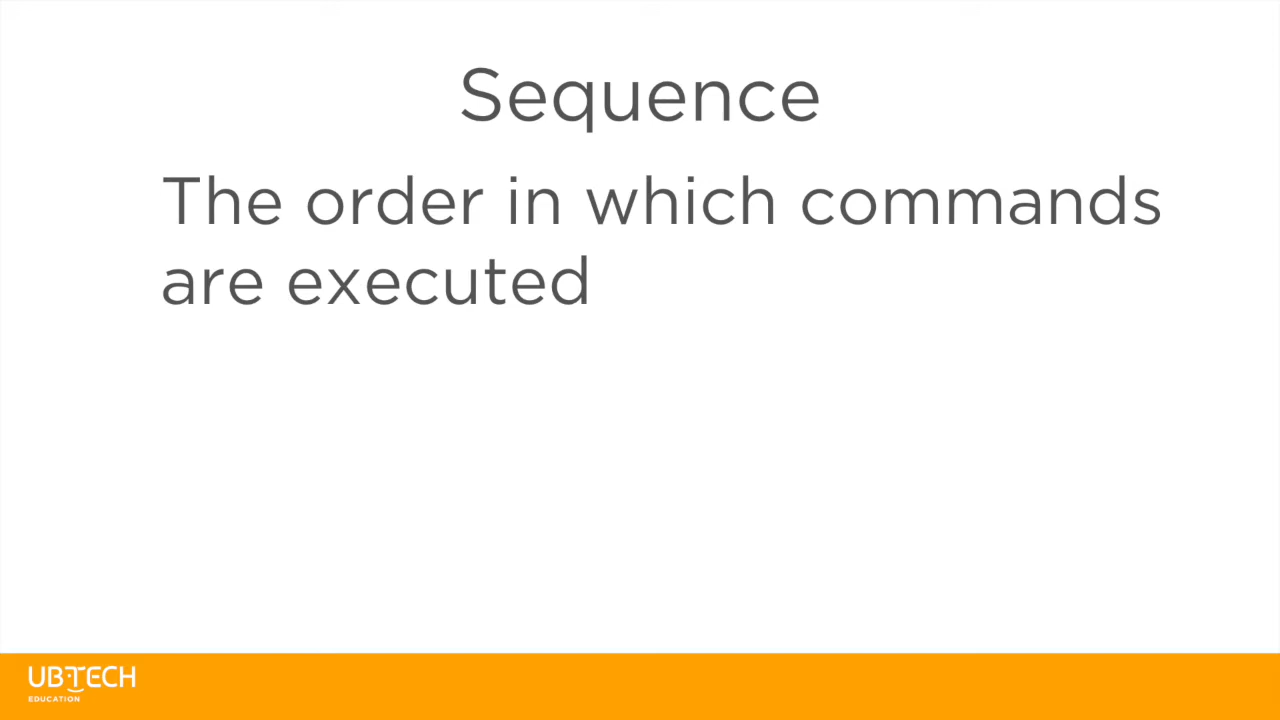 Sequence
The order in which commands
are executed
UBTECH
EDUCATION